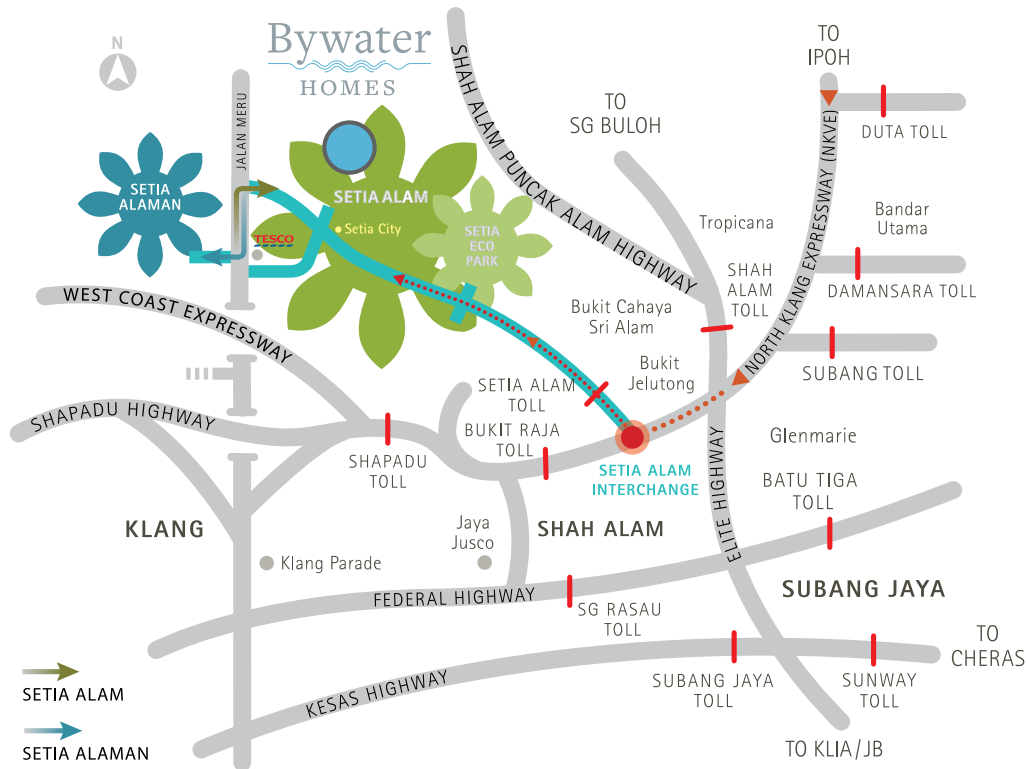 N
Bywater
HOMES
TO
IPOH
JALAN MERU
SHAH ALAM PUNCAK ALAM HIGHWAY
TO
SG BULOH
DUTA TOLL
NORTH KLANG EXPRESSWAY (NKVE)
SETIA
ALAMAN
SETIA ALAM
Setia City
TESCO
SETIA
ECO
PARK
Tropicana
Bandar
Utama
SHAH
ALAM
TOLL
DAMANSARA TOLL
WEST COAST EXPRESSWAY
Bukit Cahaya
Sri Alam
Bukit
Jelutong
SUBANG TOLL
SETIA ALAM
TOLL
SHAPADU HIGHWAY
BUKIT RAJA
TOLL
SHAPADU
TOLL
SETIA ALAM
INTERCHANGE
Glenmarie
BATU TIGA
TOLL
ELITE HIGHWAY
KLANG
Jaya
Jusco
SHAH ALAM
Klang Parade
FEDERAL HIGHWAY
SG RASAU
TOLL
SUBANG JAYA
KESAS HIGHWAY
SUBANG JAYA
TOLL
SUNWAY
TOLL
TO
CHERAS
SETIA ALAM
SETIA ALAMAN
TO KLIA/JB